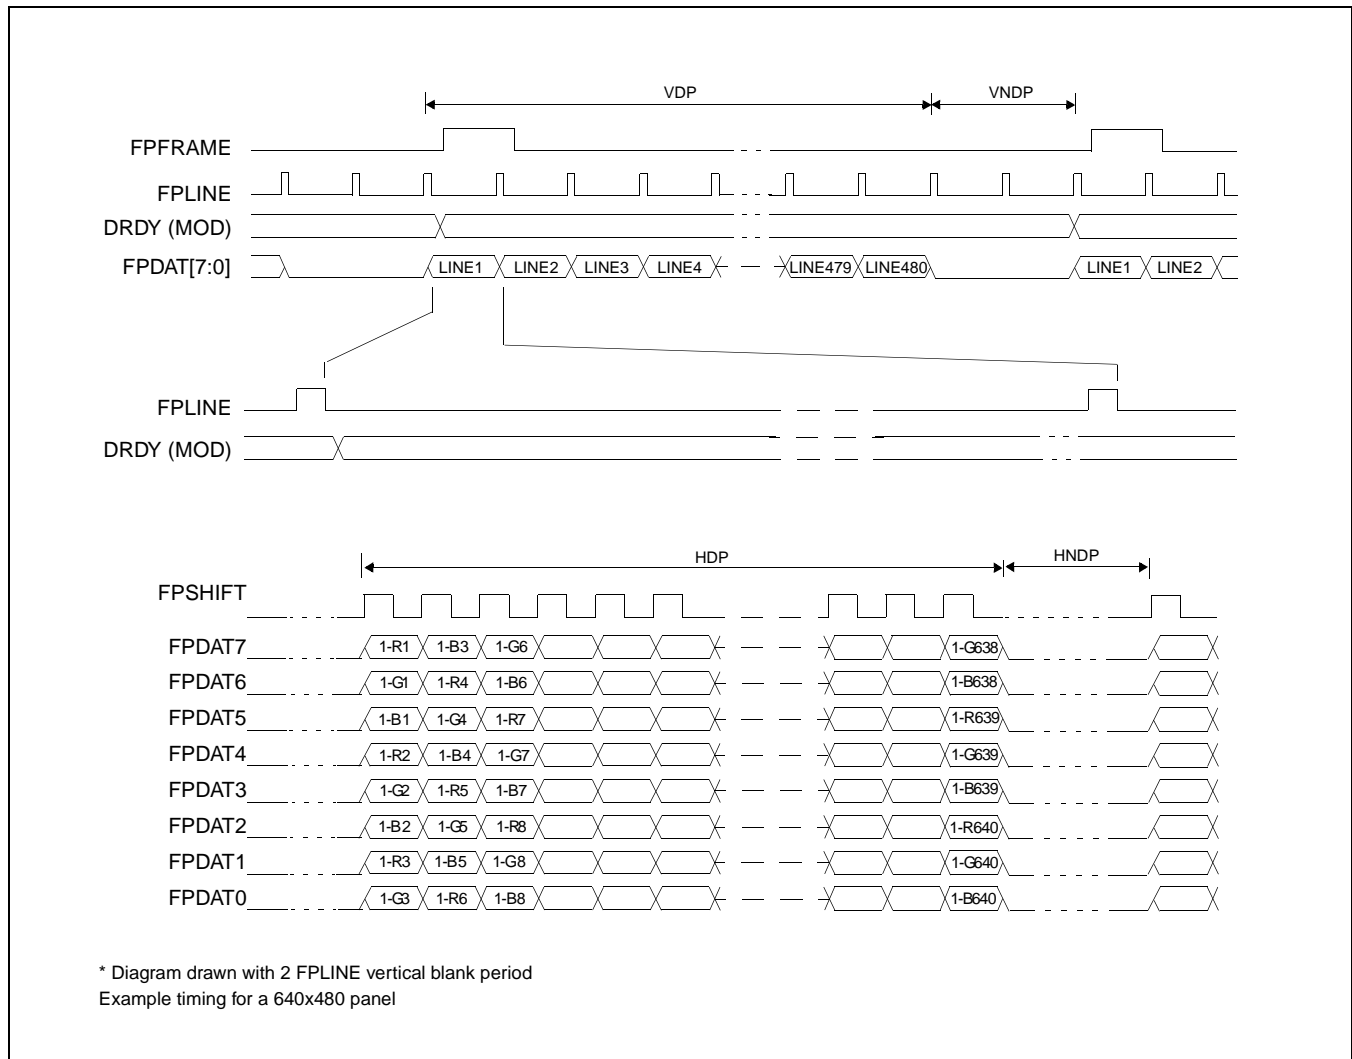 VDP VNDP
FPFRAME
FPLINE
DRDY (MOD)
FPDAT[7:0] LINE1 LINE2 LINE3 LINE4 LINE479 LINE480 LINE1 LINE2
FPLINE
DRDY (MOD)
HDP HNDP
FPSHIFT
FPDAT7 1-R1 1-B3 1-G6 1-G638
FPDAT6 1-G1 1-R4 1-B6 1-B638
FPDAT5 1-B1 1-G4 1-R7 1-R639
FPDAT4 1-R2 1-B4 1-G7 1-G639
FPDAT3 1-G2 1-R5 1-B7 1-B639
FPDAT2 1-B2 1-G5 1-R8 1-R640
FPDAT1 1-R3 1-B5 1-G8 1-G640
FPDAT0 1-G3 1-R6 1-B8 1-B640
* Diagram drawn with 2 FPLINE vertical blank period
Example timing for a 640x480 panel